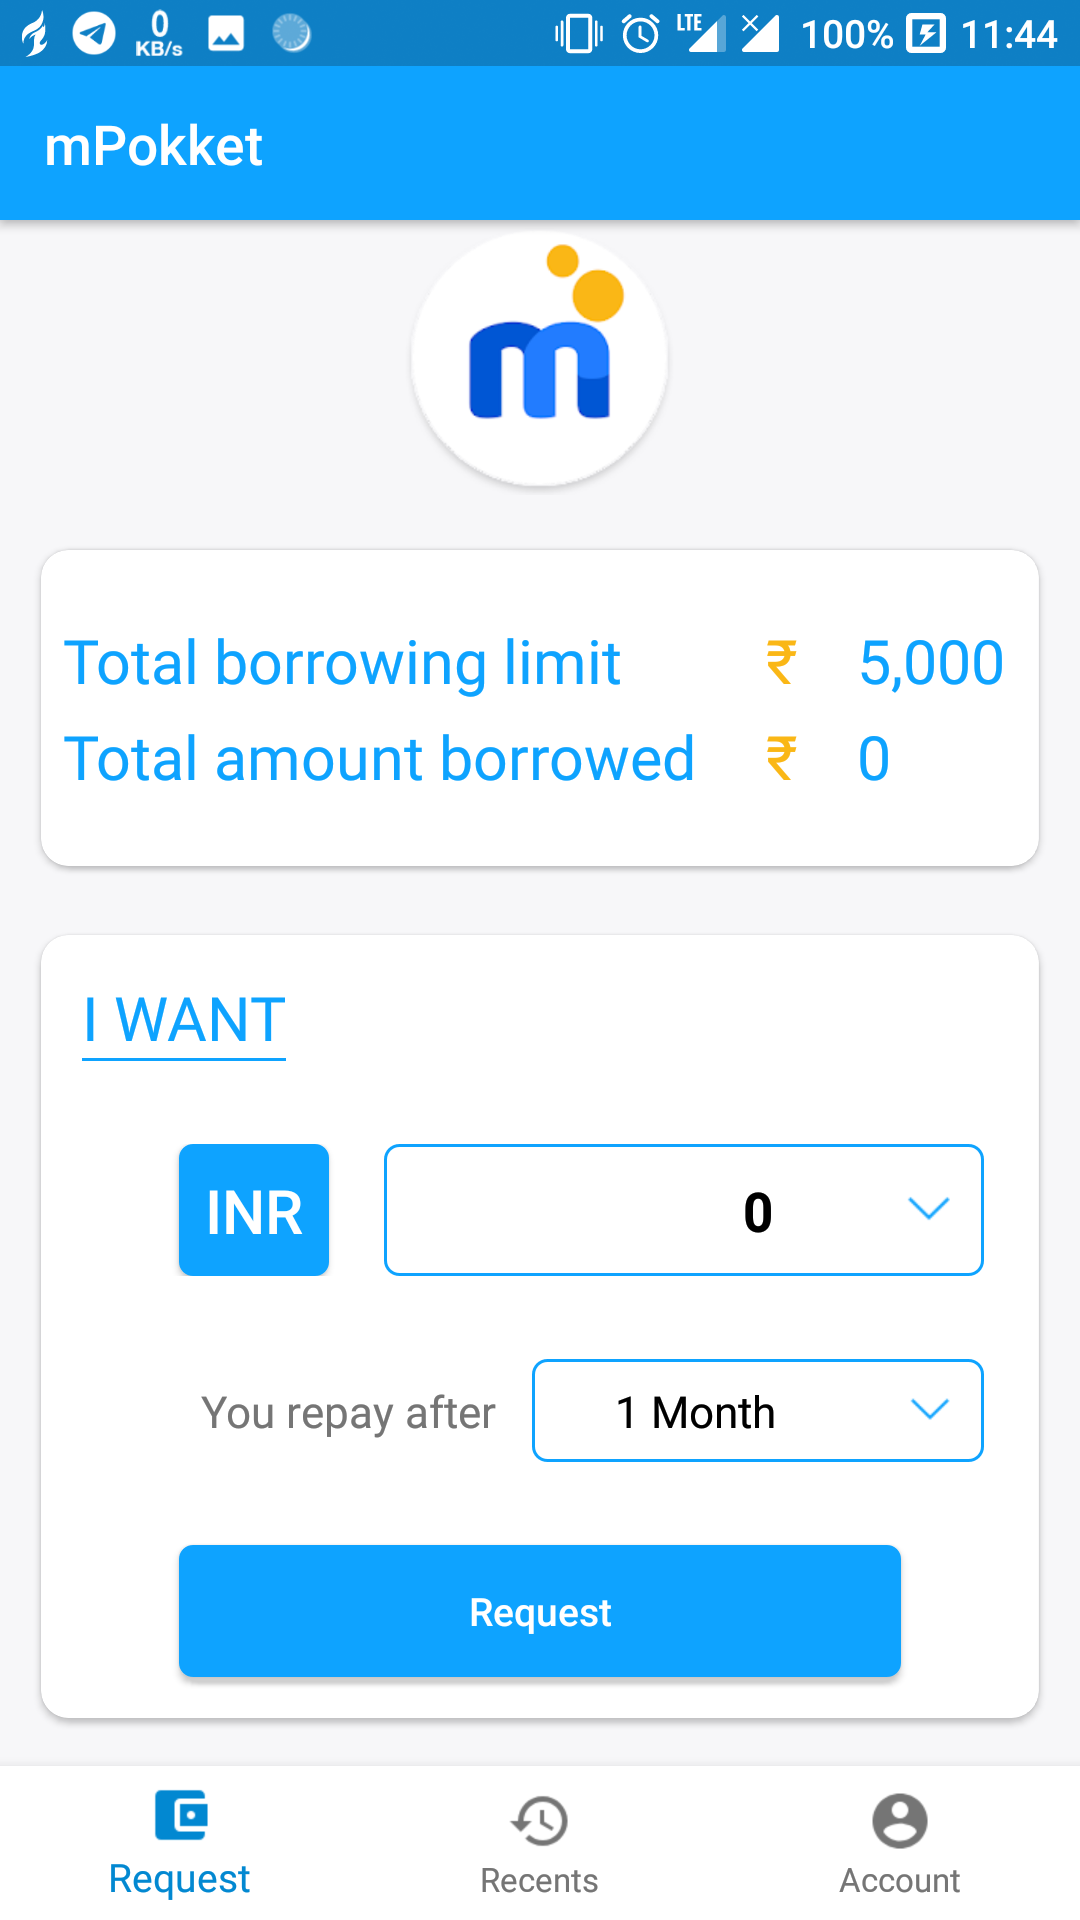 0 KB/s LTE 100% 11:44
mPokket
m
Total borrowing limit ₹ 5,000
Total amount borrowed ₹ 0
I WANT
INR 0
You repay after 1 Month
Request
Request Recents Account